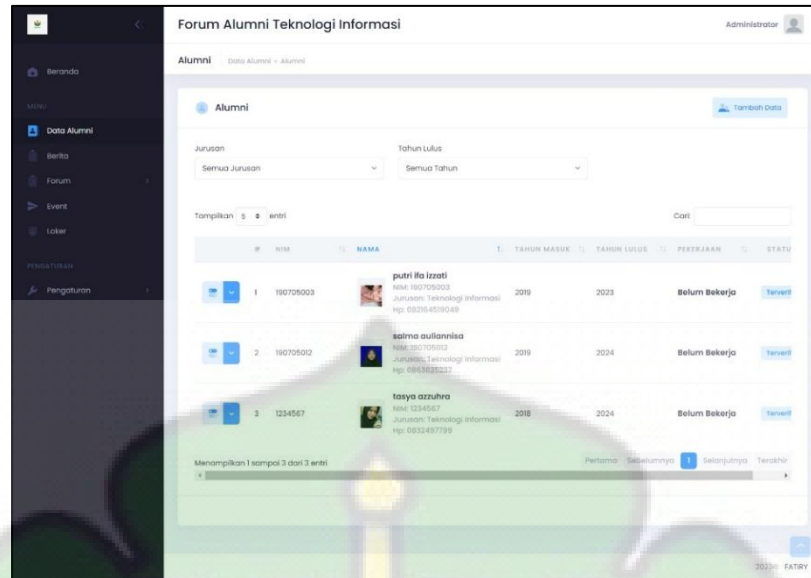 Forum Alumni Teknologi Informasi
Administrator
Beranda
MENU
Data Alumni
Berita
Forum
Event
Loker
PENGATURAN
Pengaturan
Alumni Data Alumni • Alumni
Alumni
Tambah Data
Jurusan Tahun Lulus
Semua Jurusan Semua Tahun
Tampilkan 5 entri Cari:
# NIM NAMA TAHUN MASUK TAHUN LULUS PEKERJAAN STATU
putri ifa izzati
1 190705003 NIM: 190705003 2019 2023 Belum Bekerja Terverif
Jurusan: Teknologi Informasi
Hp: 082164519049
salma auliannisa
2 190705012 NIM: 190705012 2019 2024 Belum Bekerja Terverif
Jurusan: Teknologi Informasi
Hp:
tasya azzuhra
3 1234567 NIM: 1234567 2018 2024 Belum Bekerja Terverif
Jurusan: Teknologi Informasi
Hp: 0832497799
Menampilkan 1 sampai 3 dari 3 entri
Pertama Sebelumnya 1 Selanjutnya Terakhir
FATIRY